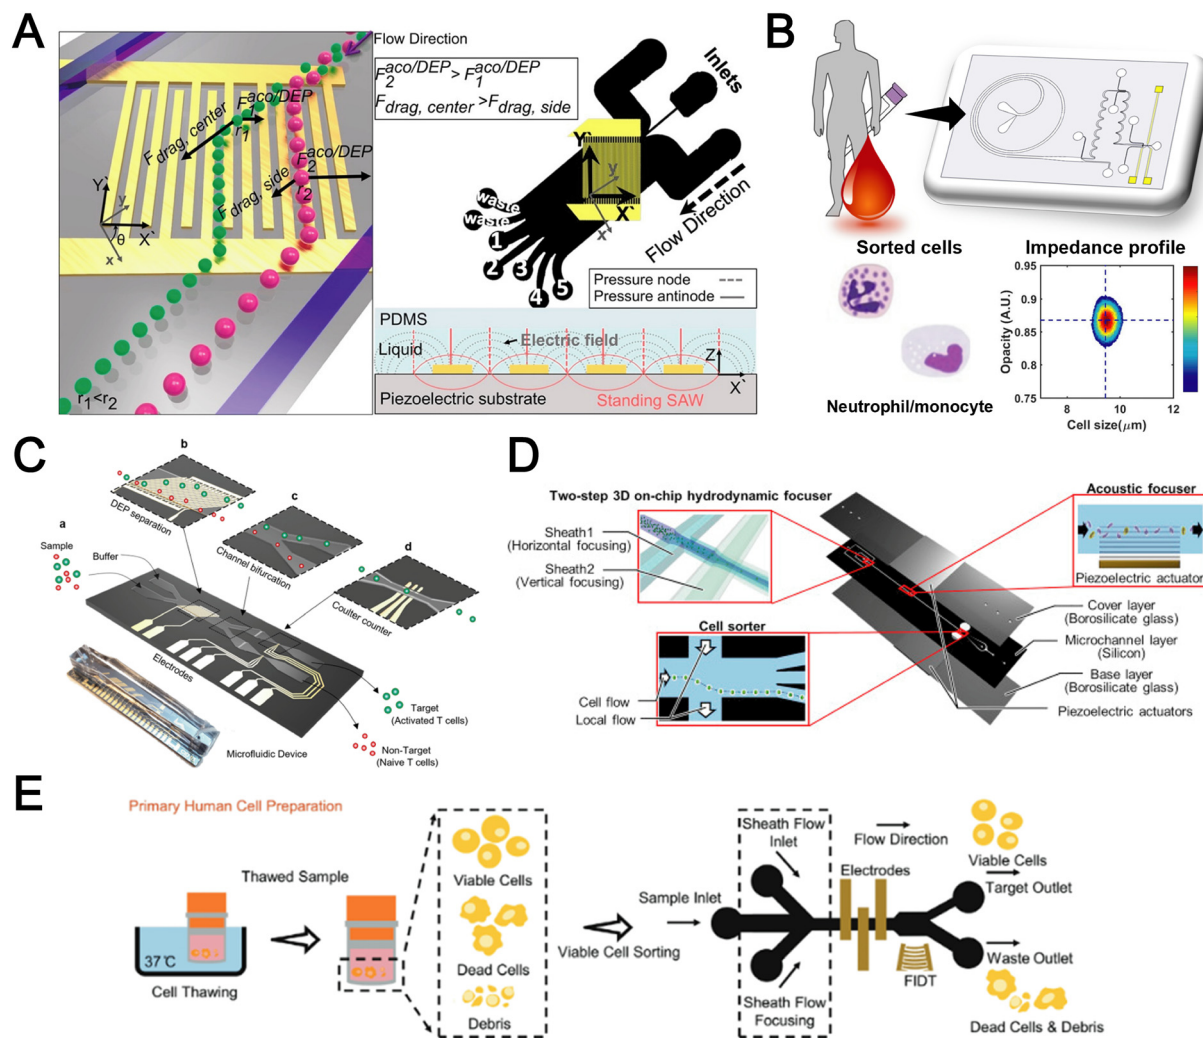 A
Flow Direction
F2^aco/DEP > F1^aco/DEP
Fdrag, center >Fdrag, side
Fdrag, center
F1^aco/DEP
r1
Fdrag, side
F2^aco/DEP
r2
Y`
y
X`
θ
x
r1<r2
Inlets
Y`
y
X`
x
Flow Direction
waste
waste
1
2
3
4
5
Pressure node
Pressure antinode
PDMS
Liquid
Electric field
Z
X`
Piezoelectric substrate
Standing SAW
B
Sorted cells
Neutrophil/monocyte
Impedance profile
Opacity (A.U.)
0.95
0.9
0.85
0.8
0.75
8
10
12
Cell size(μm)
C
a
Sample
Buffer
b
DEP separation
c
Channel bifurcation
d
Coulter counter
Electrodes
Microfluidic Device
Target
(Activated T cells)
Non-Target
(Naive T cells)
D
Two-step 3D on-chip hydrodynamic focuser
Sheath1
(Horizontal focusing)
Sheath2
(Vertical focusing)
Acoustic focuser
Piezoelectric actuator
Cell sorter
Cell flow
Local flow
Cover layer
(Borosilicate glass)
Microchannel layer
(Silicon)
Base layer
(Borosilicate glass)
Piezoelectric actuators
E
Primary Human Cell Preparation
37℃
Cell Thawing
Thawed Sample
Viable Cells
Dead Cells
Debris
Viable Cell Sorting
Sample Inlet
Sheath Flow
Inlet
Sheath Flow
Focusing
Flow Direction
Electrodes
FIDT
Viable Cells
Target Outlet
Waste Outlet
Dead Cells & Debris